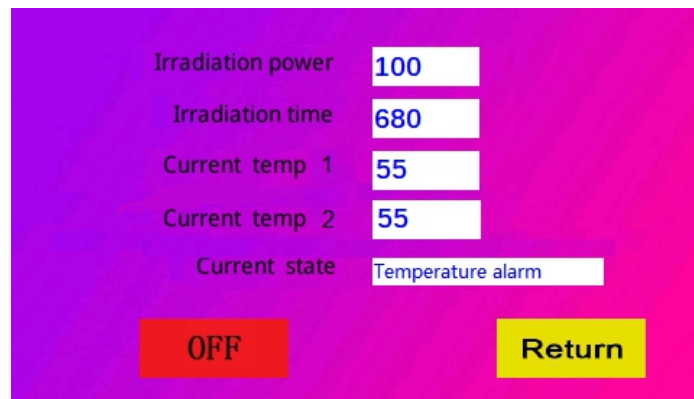 Irradiation power 100
Irradiation time 680
Current temp 1 55
Current temp 2 55
Current state Temperature alarm
OFF Return